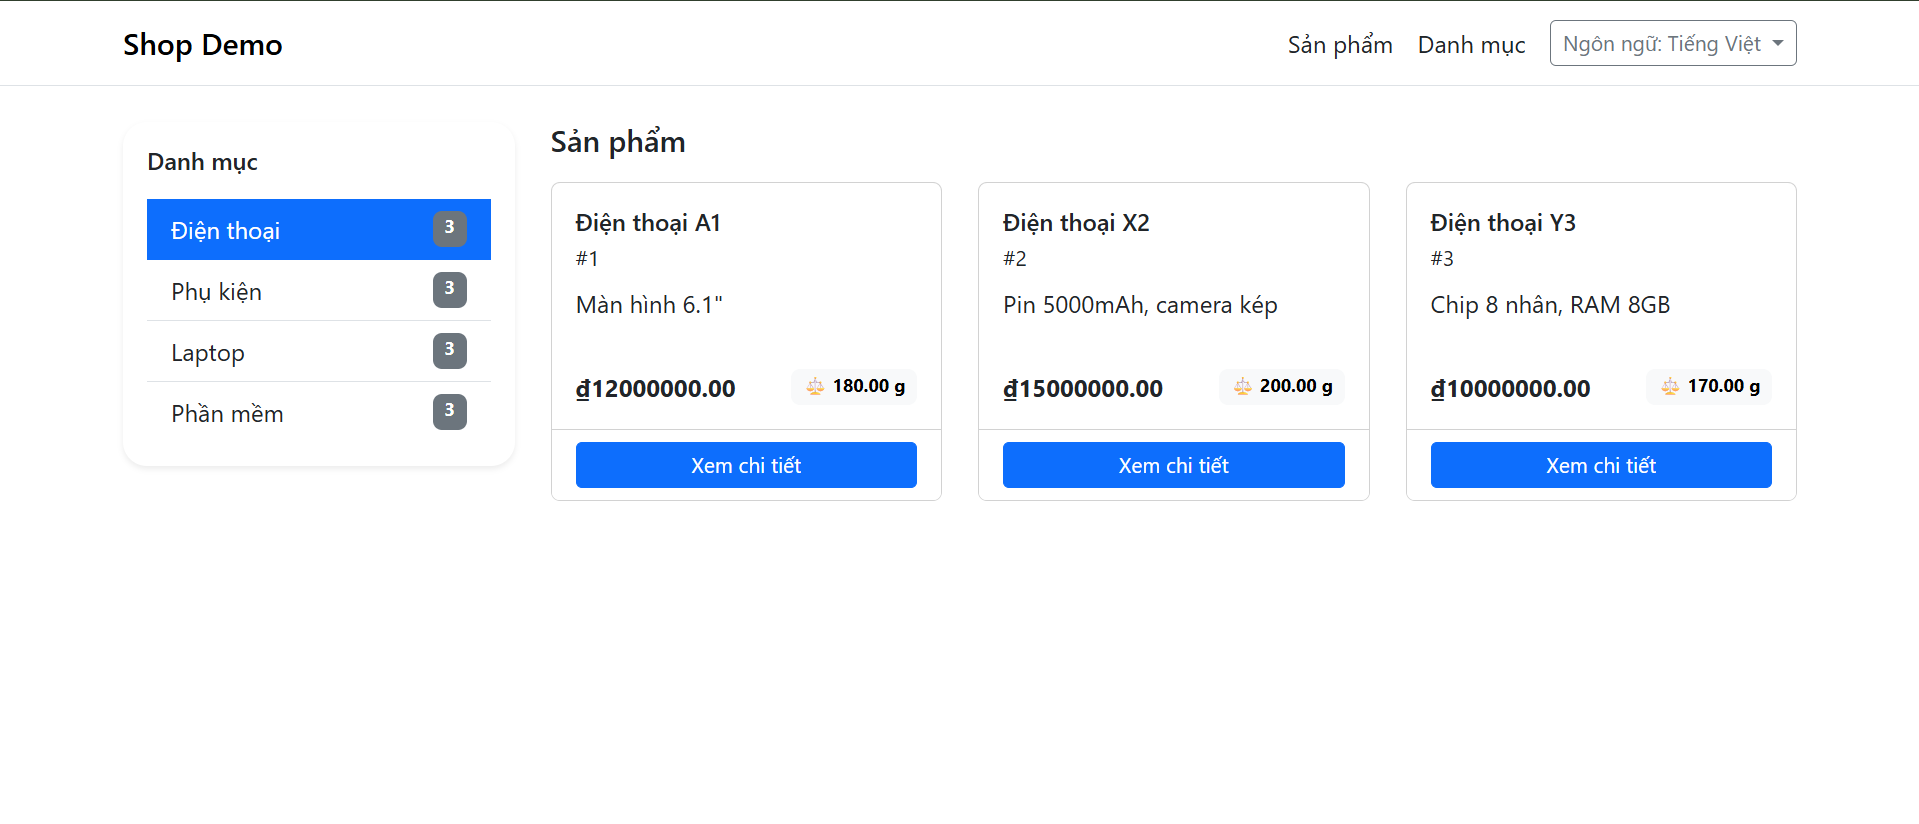 Shop Demo
Sản phẩm
Danh mục
Ngôn ngữ: Tiếng Việt
Danh mục
Điện thoại 3
Phụ kiện 3
Laptop 3
Phần mềm 3
Sản phẩm
Điện thoại A1
#1
Màn hình 6.1"
₫12000000.00
⚖️ 180.00 g
Xem chi tiết
Điện thoại X2
#2
Pin 5000mAh, camera kép
₫15000000.00
⚖️ 200.00 g
Xem chi tiết
Điện thoại Y3
#3
Chip 8 nhân, RAM 8GB
₫10000000.00
⚖️ 170.00 g
Xem chi tiết